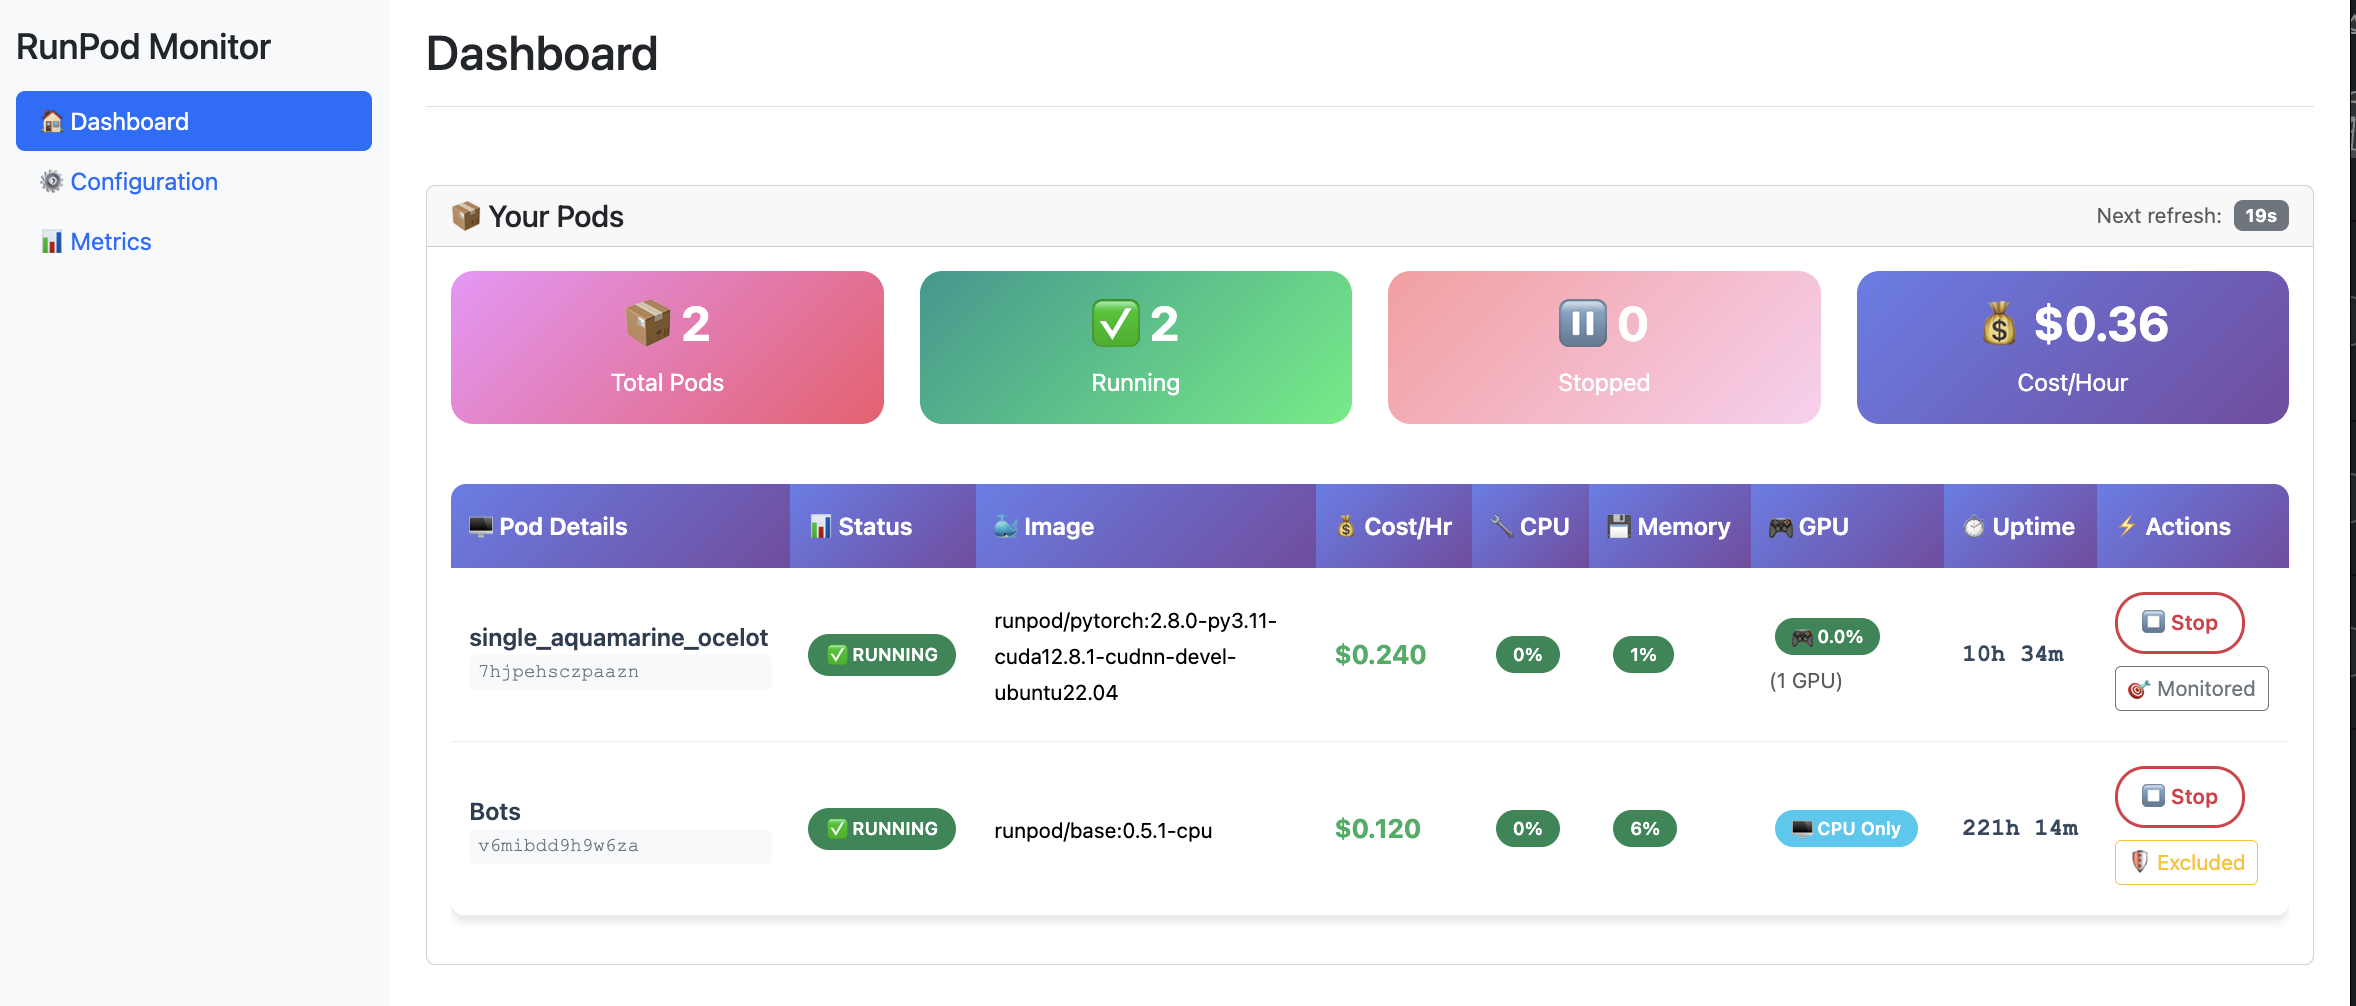 RunPod Monitor
Dashboard
Configuration
Metrics
Dashboard
Your Pods
Next refresh: 19s
2
Total Pods
2
Running
0
Stopped
$0.36
Cost/Hour
Pod Details Status Image Cost/Hr CPU Memory GPU Uptime Actions
single_aquamarine_ocelot
7hjpehsczpaazn
RUNNING
runpod/pytorch:2.8.0-py3.11-
cuda12.8.1-cudnn-devel-
ubuntu22.04
$0.240
0%
1%
0.0%
(1 GPU)
10h 34m
Stop
Monitored
Bots
v6mibdd9h9w6za
RUNNING
runpod/base:0.5.1-cpu
$0.120
0%
6%
CPU Only
221h 14m
Stop
Excluded